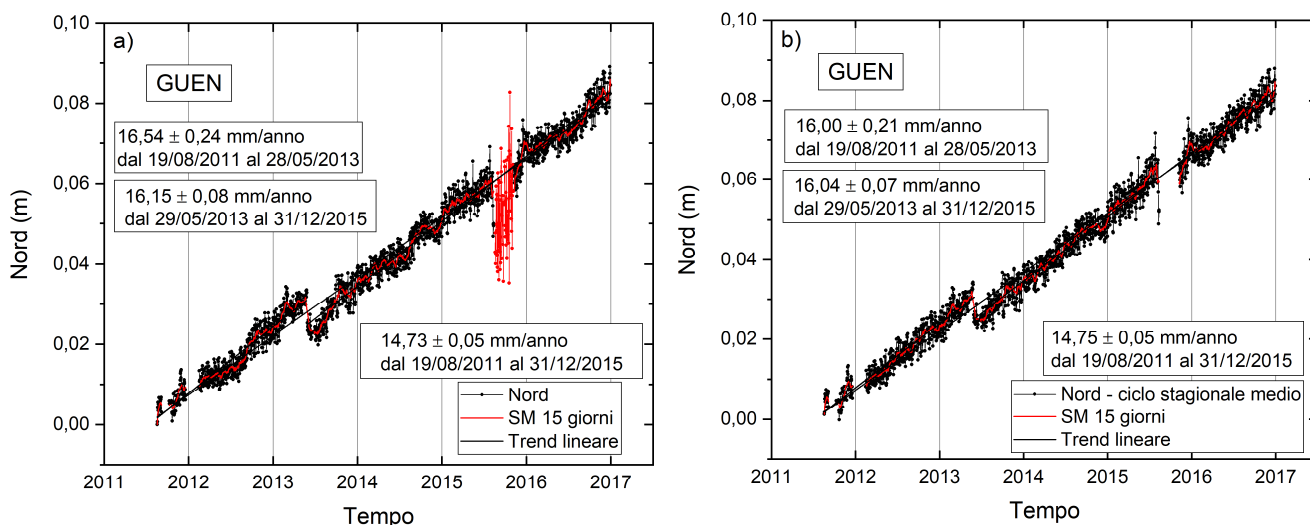 a)
GUEN
16,54 ± 0,24 mm/anno
dal 19/08/2011 al 28/05/2013
16,15 ± 0,08 mm/anno
dal 29/05/2013 al 31/12/2015
14,73 ± 0,05 mm/anno
dal 19/08/2011 al 31/12/2015
Nord
SM 15 giorni
Trend lineare
Nord (m)
0,10
0,08
0,06
0,04
0,02
0,00
2011 2012 2013 2014 2015 2016 2017
Tempo
b)
GUEN
16,00 ± 0,21 mm/anno
dal 19/08/2011 al 28/05/2013
16,04 ± 0,07 mm/anno
dal 29/05/2013 al 31/12/2015
14,75 ± 0,05 mm/anno
dal 19/08/2011 al 31/12/2015
Nord - ciclo stagionale medio
SM 15 giorni
Trend lineare
Nord (m)
0,10
0,08
0,06
0,04
0,02
0,00
2011 2012 2013 2014 2015 2016 2017
Tempo